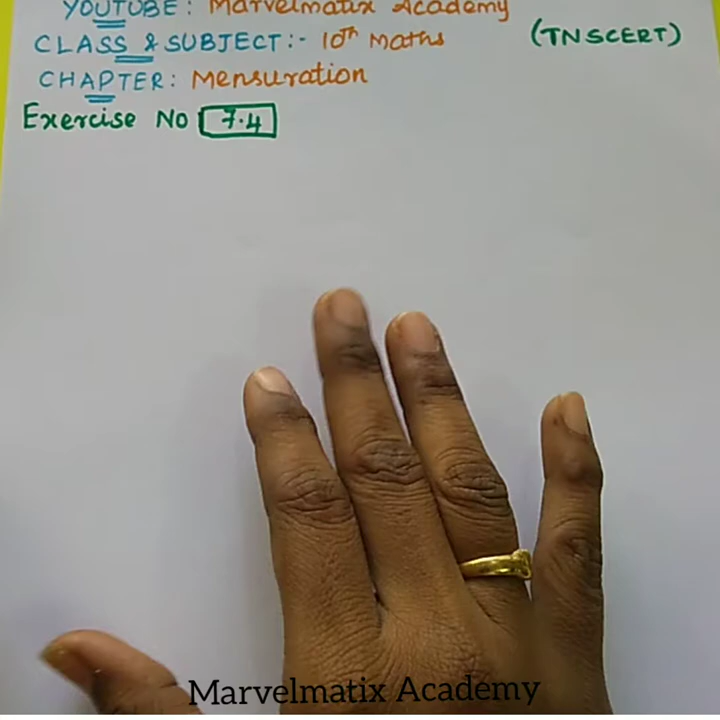 YOUTUBE: Marvelmatix Academy
CLASS & SUBJECT:- 10th Maths (TNSCERT)
CHAPTER: Mensuration
Exercise No 7.4
Marvelmatix Academy